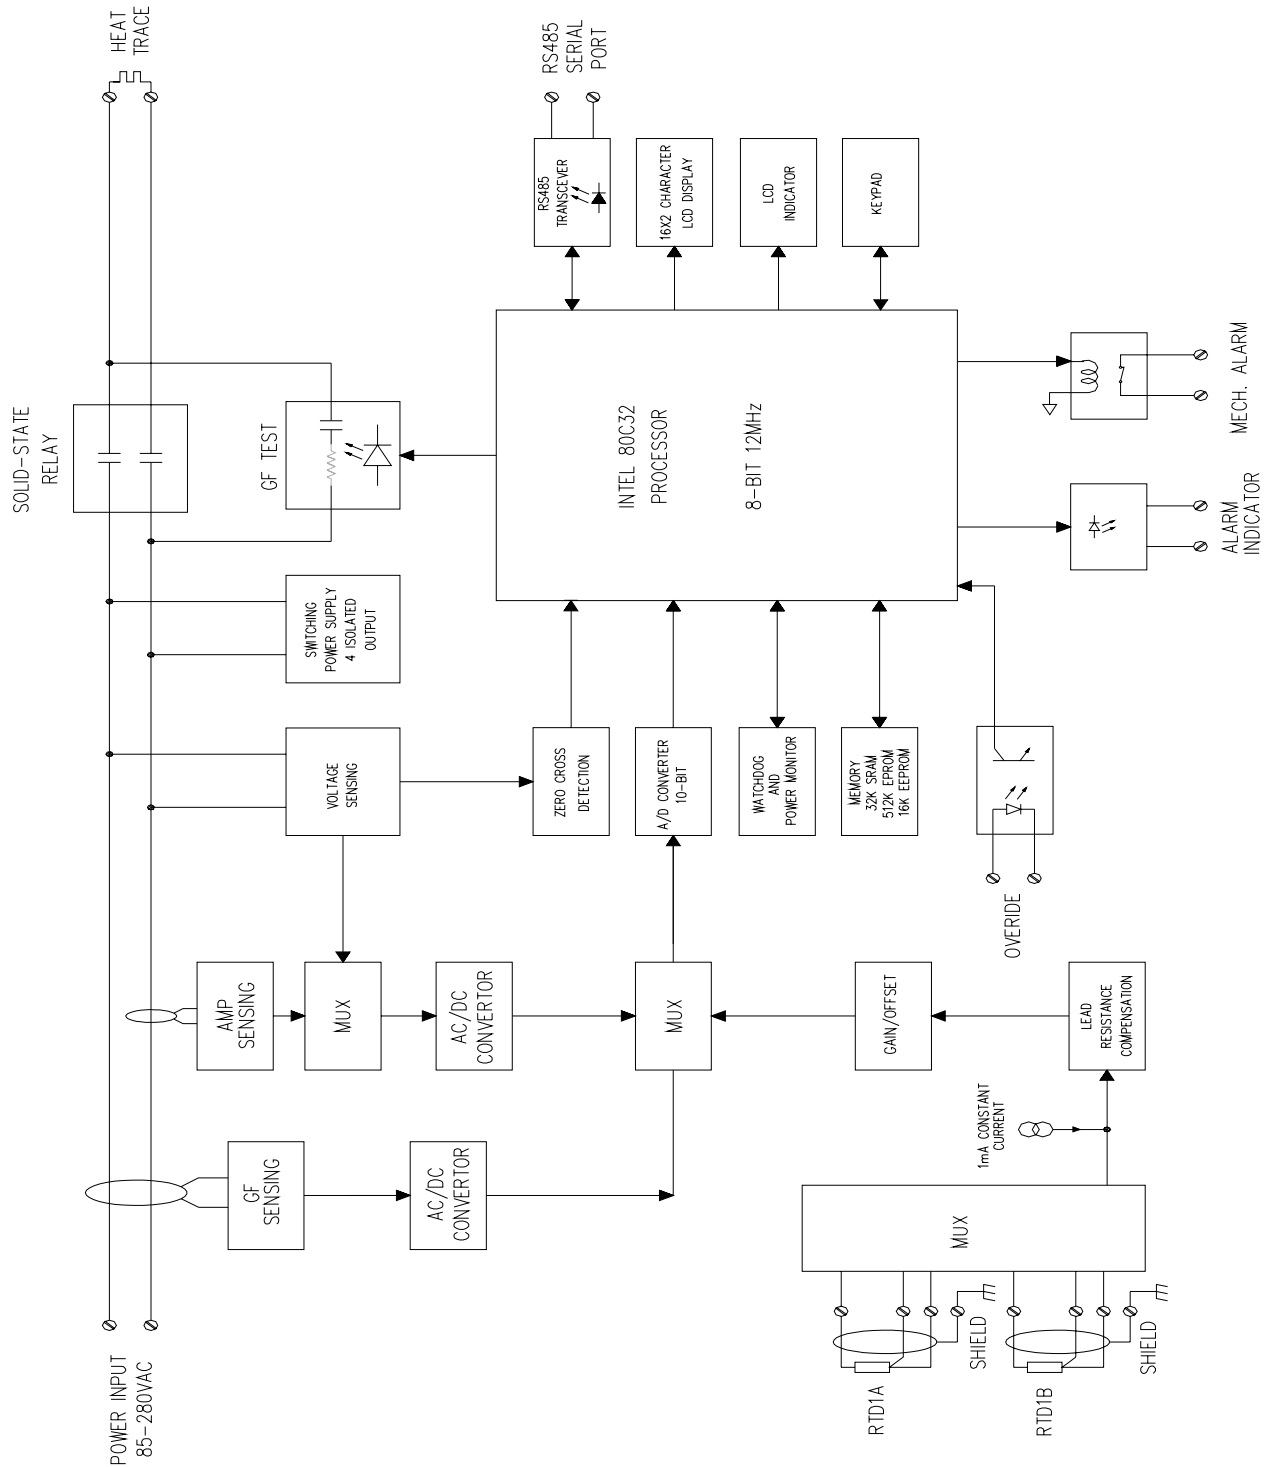 POWER INPUT
85-280VAC
SOLID-STATE
RELAY
HEAT
TRACE
GF
SENSING
AMP
SENSING
VOLTAGE
SENSING
SWITCHING
POWER SUPPLY
4 ISOLATED
OUTPUT
GF TEST
MUX
AC/DC
CONVERTOR
AC/DC
CONVERTOR
ZERO CROSS
DETECTION
RS485
TRANSCEVER
RS485
SERIAL
PORT
MUX
A/D CONVERTER
10-BIT
INTEL 80C32
PROCESSOR
8-BIT 12MHz
16X2 CHARACTER
LCD DISPLAY
WATCHDOG
AND
POWER MONITOR
LCD
INDICATOR
GAIN/OFFSET
MEMORY
32K SRAM
512K EPROM
16K EEPROM
KEYPAD
RTD1A
SHIELD
RTD1B
SHIELD
MUX
1mA CONSTANT
CURRENT
LEAD
RESISTANCE
COMPENSATION
OVERIDE
ALARM
INDICATOR
MECH. ALARM